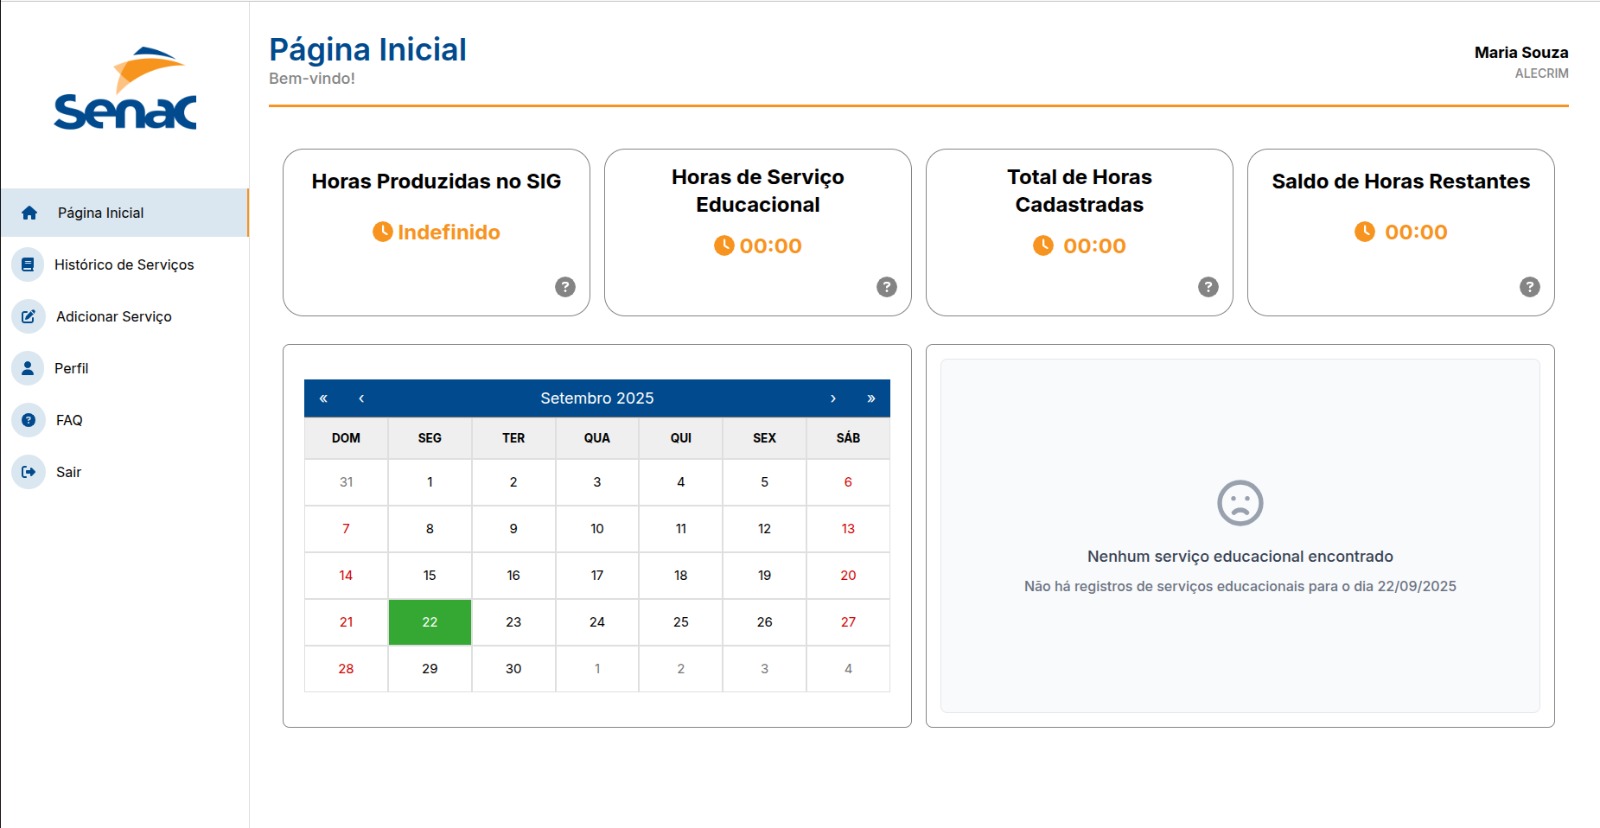 Senac
Página Inicial
Histórico de Serviços
Adicionar Serviço
Perfil
FAQ
Sair
Página Inicial
Bem-vindo!
Maria Souza
ALECRIM
Horas Produzidas no SIG
Indefinido
?
Horas de Serviço
Educacional
00:00
?
Total de Horas
Cadastradas
00:00
?
Saldo de Horas Restantes
00:00
?
« ‹ Setembro 2025 › »
DOM SEG TER QUA QUI SEX SÁB
31 1 2 3 4 5 6
7 8 9 10 11 12 13
14 15 16 17 18 19 20
21 22 23 24 25 26 27
28 29 30 1 2 3 4
Nenhum serviço educacional encontrado
Não há registros de serviços educacionais para o dia 22/09/2025